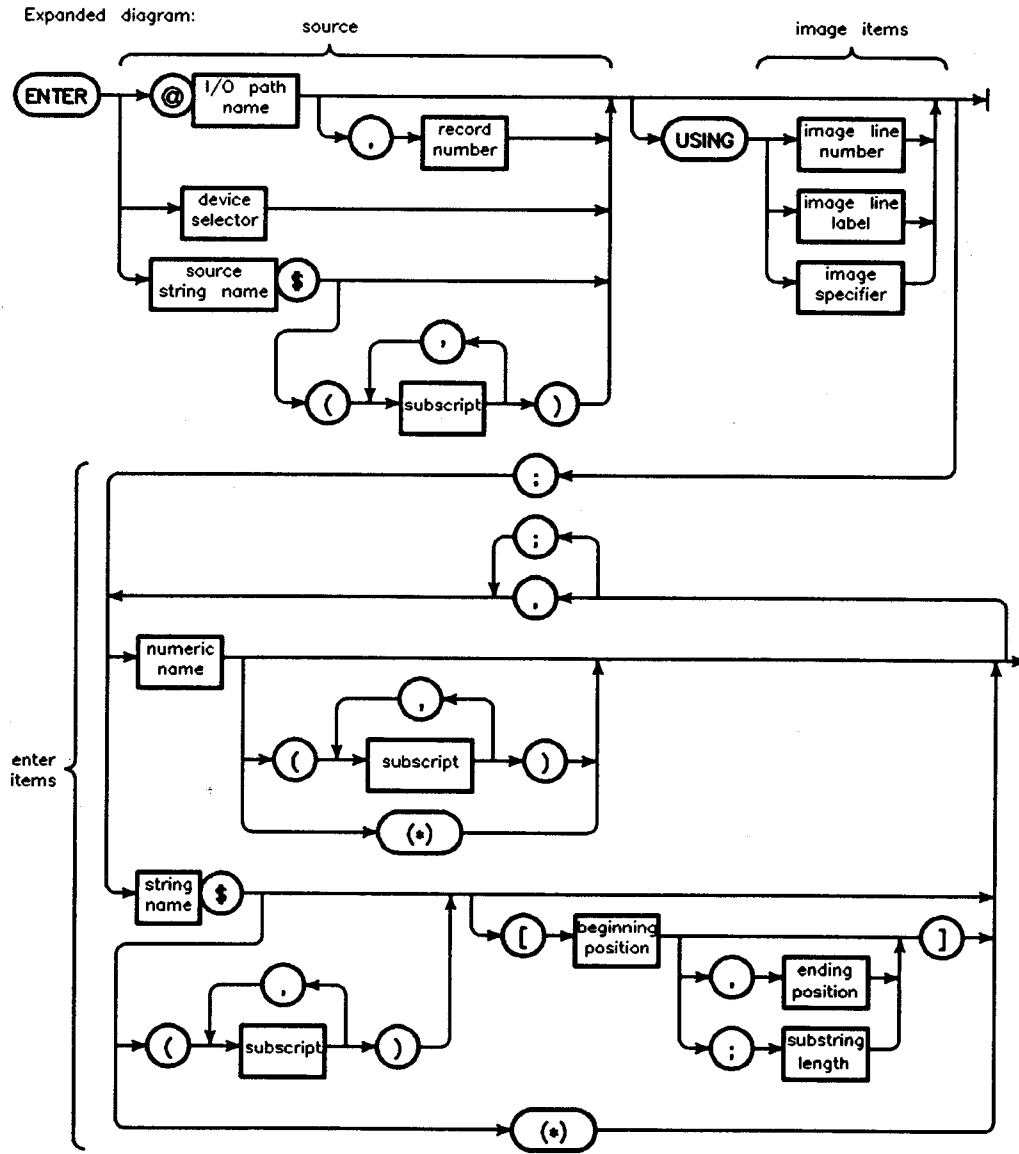 Expanded diagram:
source
image items
ENTER
@
I/O path
name
,
record
number
USING
image line
number
device
selector
image line
label
source
string name
$
image
specifier
,
(
subscript
)
:
;
,
numeric
name
,
(
subscript
)
enter
items
(*)
string
name
$
[
beginning
position
]
,
ending
position
,
(
subscript
)
;
substring
length
(*)